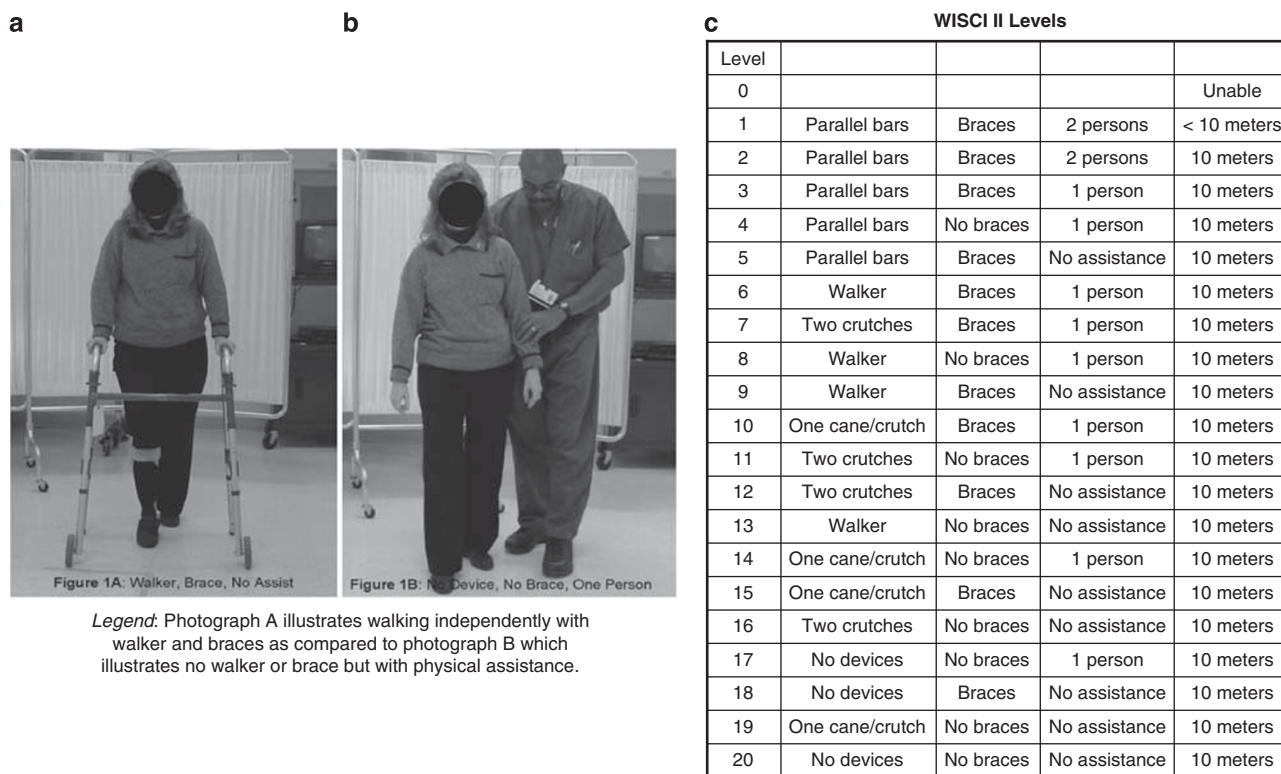 a
b
Figure 1A: Walker, Brace, No Assist
Figure 1B: No Device, No Brace, One Person
Legend: Photograph A illustrates walking independently with
walker and braces as compared to photograph B which
illustrates no walker or brace but with physical assistance.
c
WISCI II Levels
Level
0 Unable
1 Parallel bars Braces 2 persons < 10 meters
2 Parallel bars Braces 2 persons 10 meters
3 Parallel bars Braces 1 person 10 meters
4 Parallel bars No braces 1 person 10 meters
5 Parallel bars Braces No assistance 10 meters
6 Walker Braces 1 person 10 meters
7 Two crutches Braces 1 person 10 meters
8 Walker No braces 1 person 10 meters
9 Walker Braces No assistance 10 meters
10 One cane/crutch Braces 1 person 10 meters
11 Two crutches No braces 1 person 10 meters
12 Two crutches Braces No assistance 10 meters
13 Walker No braces No assistance 10 meters
14 One cane/crutch No braces 1 person 10 meters
15 One cane/crutch Braces No assistance 10 meters
16 Two crutches No braces No assistance 10 meters
17 No devices No braces 1 person 10 meters
18 No devices Braces No assistance 10 meters
19 One cane/crutch No braces No assistance 10 meters
20 No devices No braces No assistance 10 meters